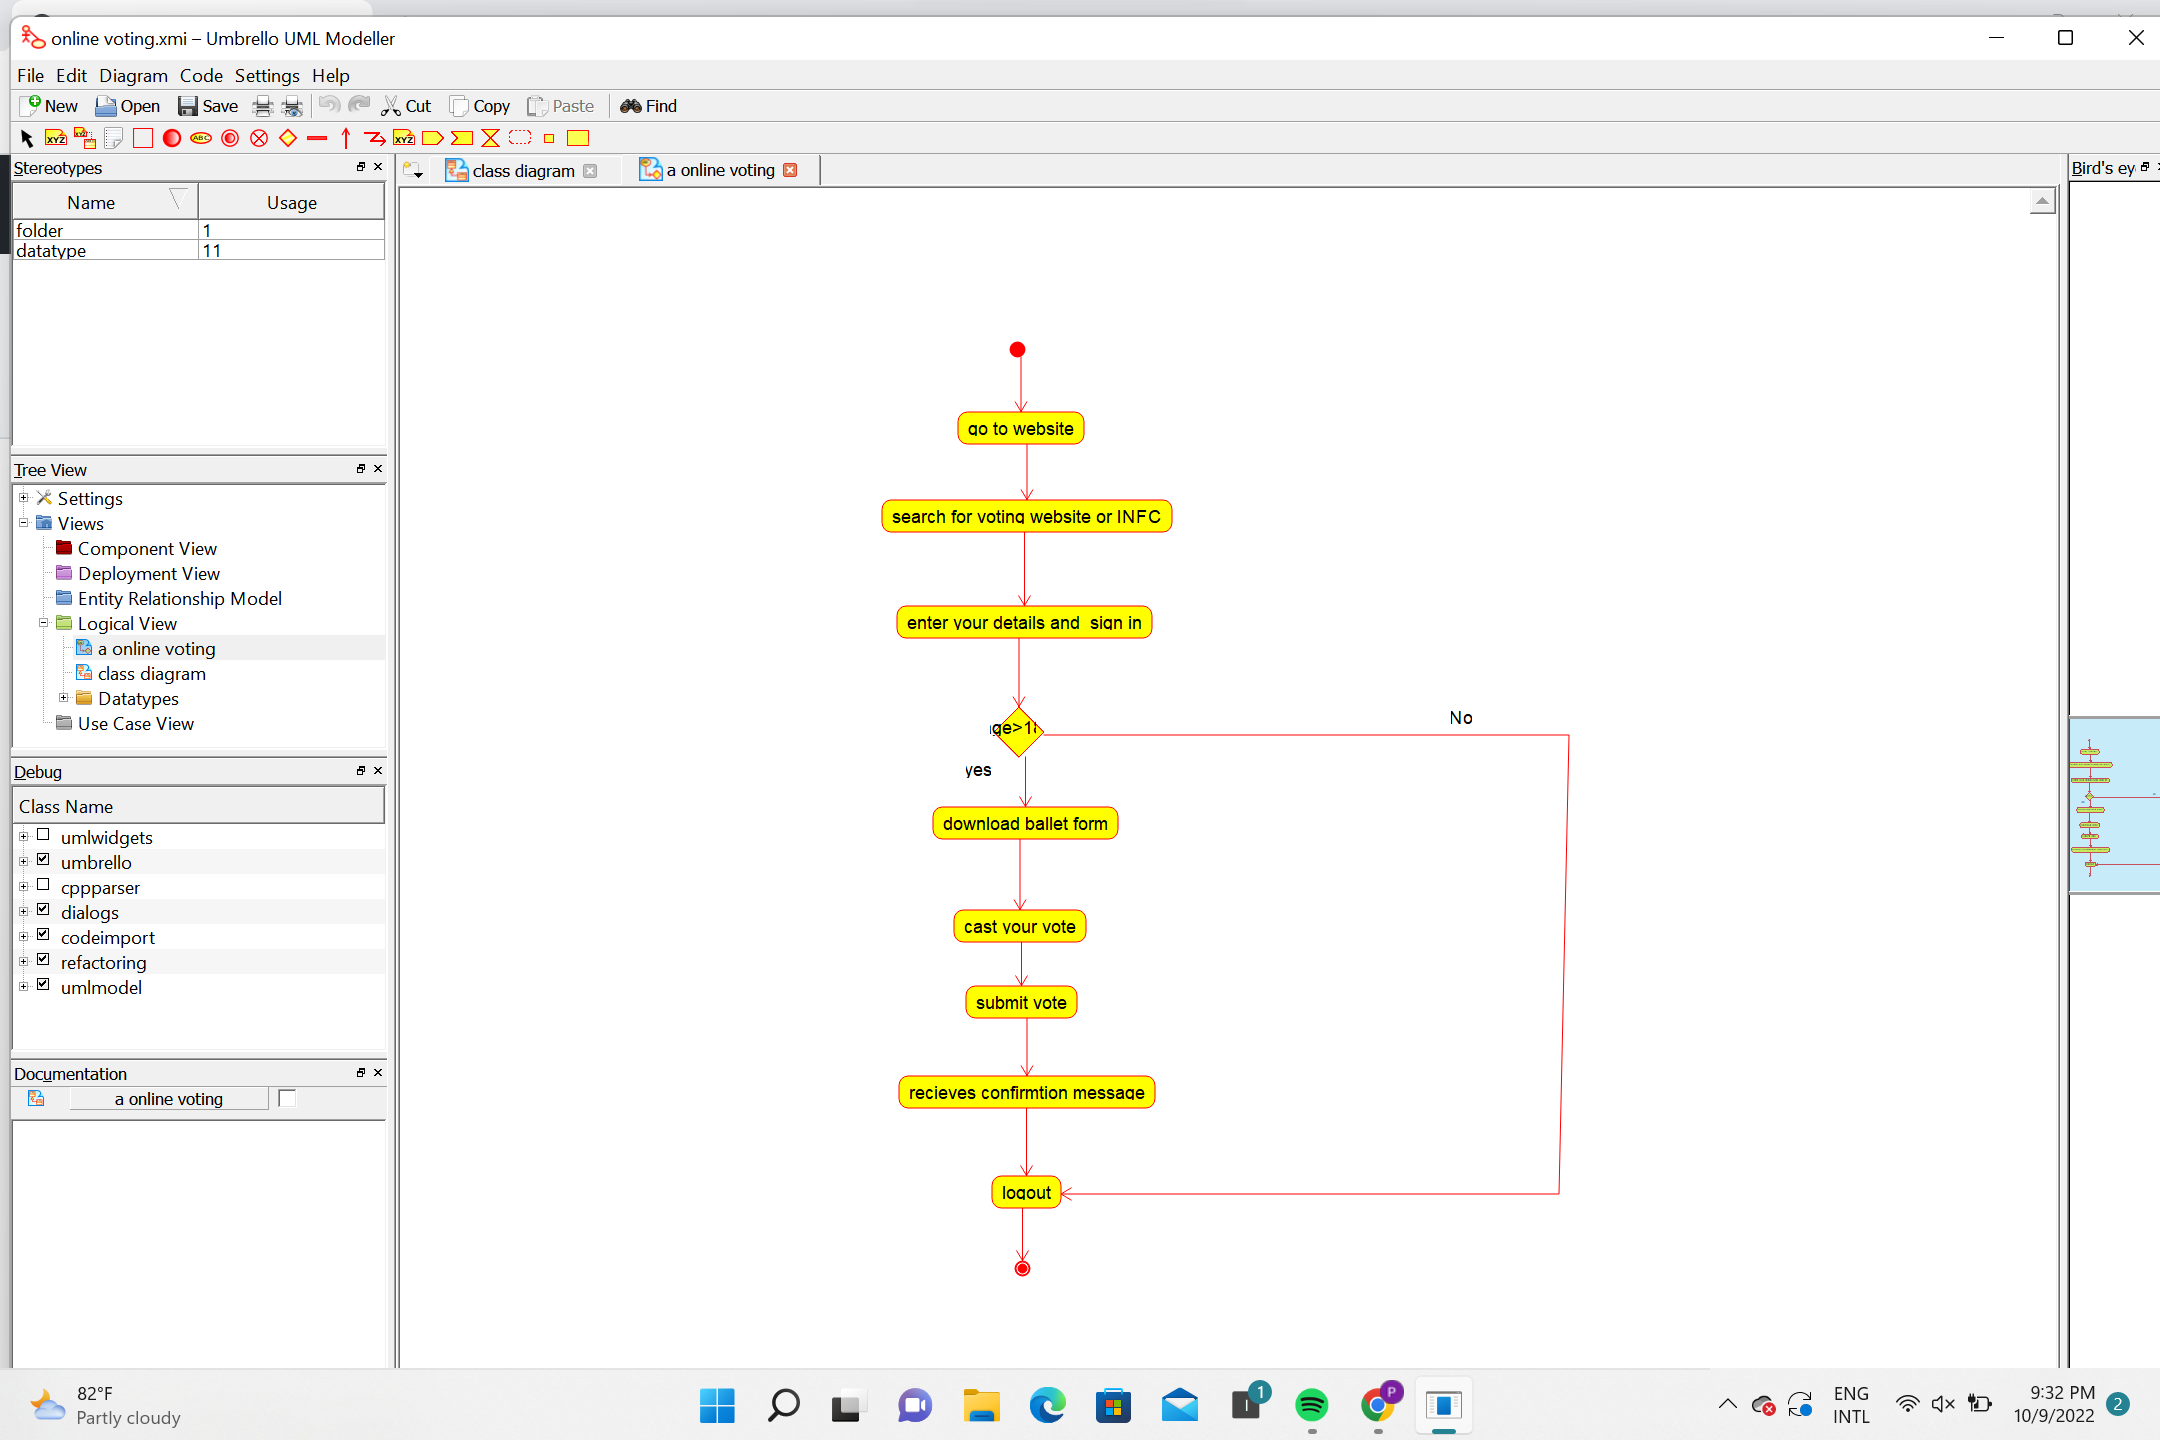 online voting.xmi – Umbrello UML Modeller
File Edit Diagram Code Settings Help
New Open Save Cut Copy Paste Find
XYZ ABC XYZ
Stereotypes
class diagram
a online voting
Bird's ey
Name Usage
folder 1
datatype 11
Tree View
Settings
Views
Component View
Deployment View
Entity Relationship Model
Logical View
a online voting
class diagram
Datatypes
Use Case View
Debug
Class Name
umlwidgets
umbrello
cppparser
dialogs
codeimport
refactoring
umlmodel
Documentation
a online voting
go to website
search for voting website or INFC
enter your details and  sign in
ge>1
No
yes
download ballet form
cast your vote
submit vote
recieves confirmtion message
logout
82°F
Partly cloudy
1
P
ENG
INTL
9:32 PM
10/9/2022
2